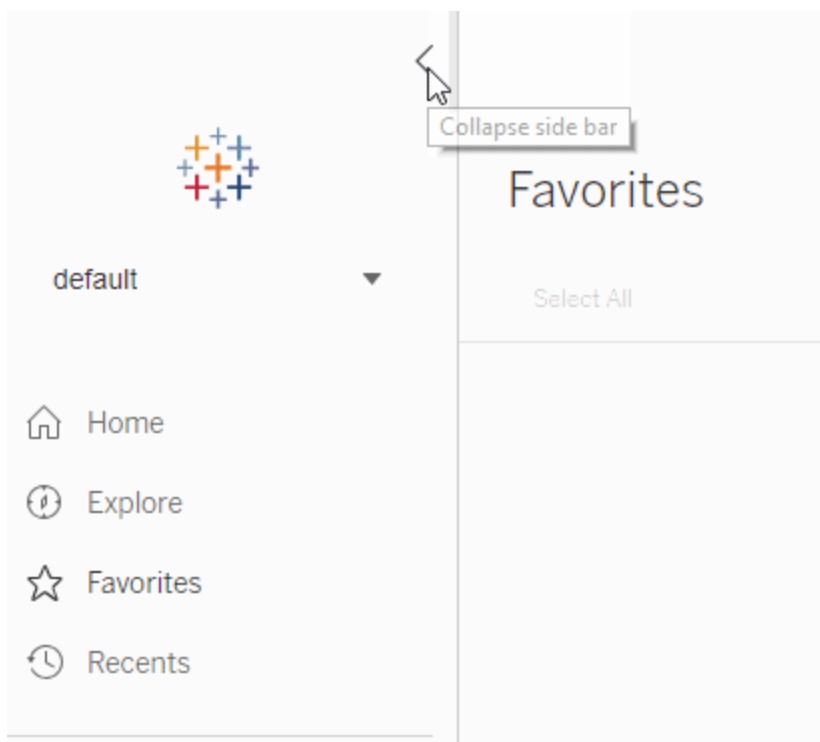 Collapse side bar
default
Home
Explore
Favorites
Recents
Favorites
Select All